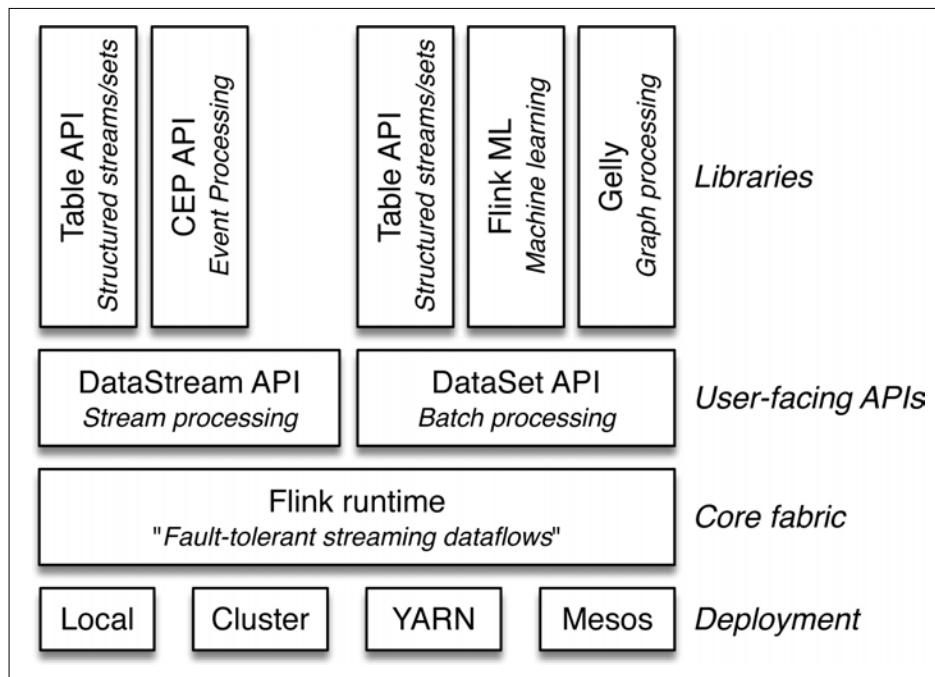 Table API
Structured streams/sets
CEP API
Event Processing
Table API
Structured streams/sets
Flink ML
Machine learning
Gelly
Graph processing
Libraries
DataStream API
Stream processing
DataSet API
Batch processing
User-facing APIs
Flink runtime
"Fault-tolerant streaming dataflows"
Core fabric
Local
Cluster
YARN
Mesos
Deployment